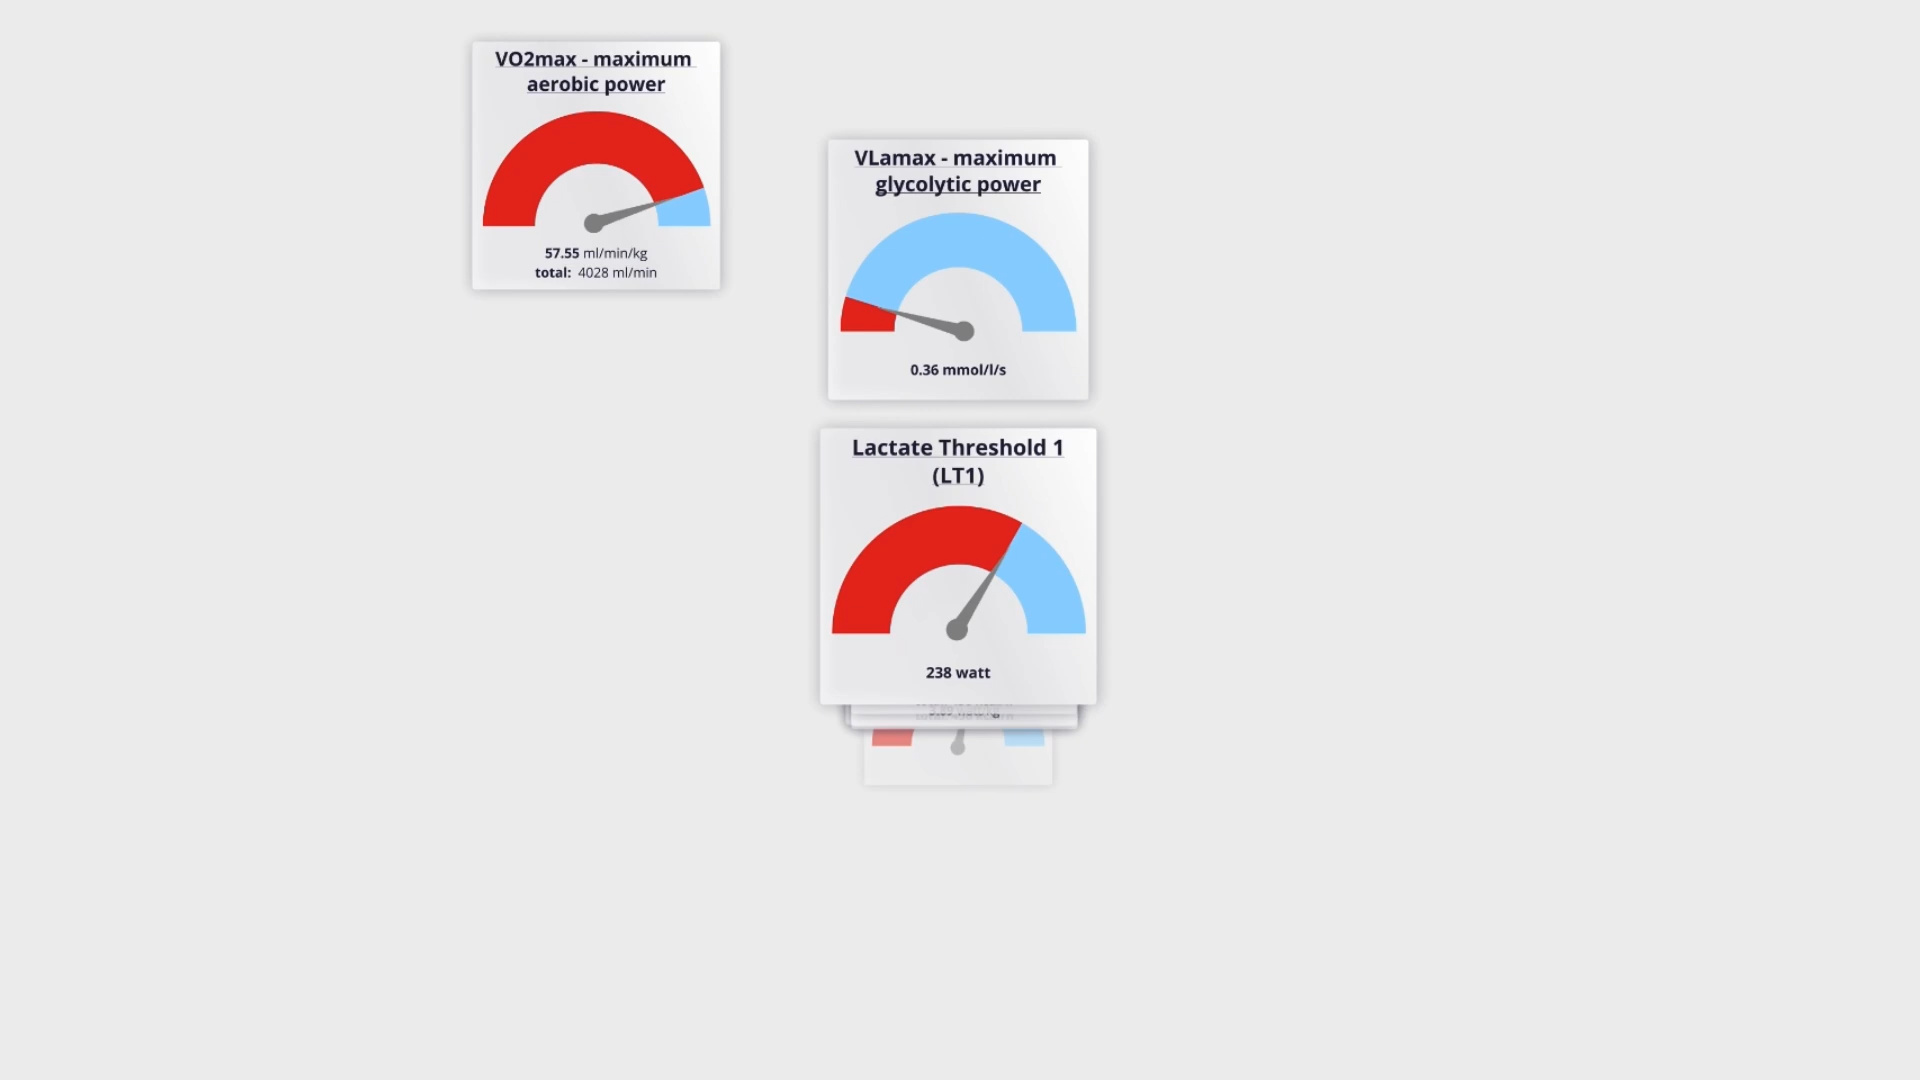 VO2max - maximum
aerobic power
57.55 ml/min/kg
total: 4028 ml/min
VLamax - maximum
glycolytic power
0.36 mmol/l/s
Lactate Threshold 1
(LT1)
238 watt